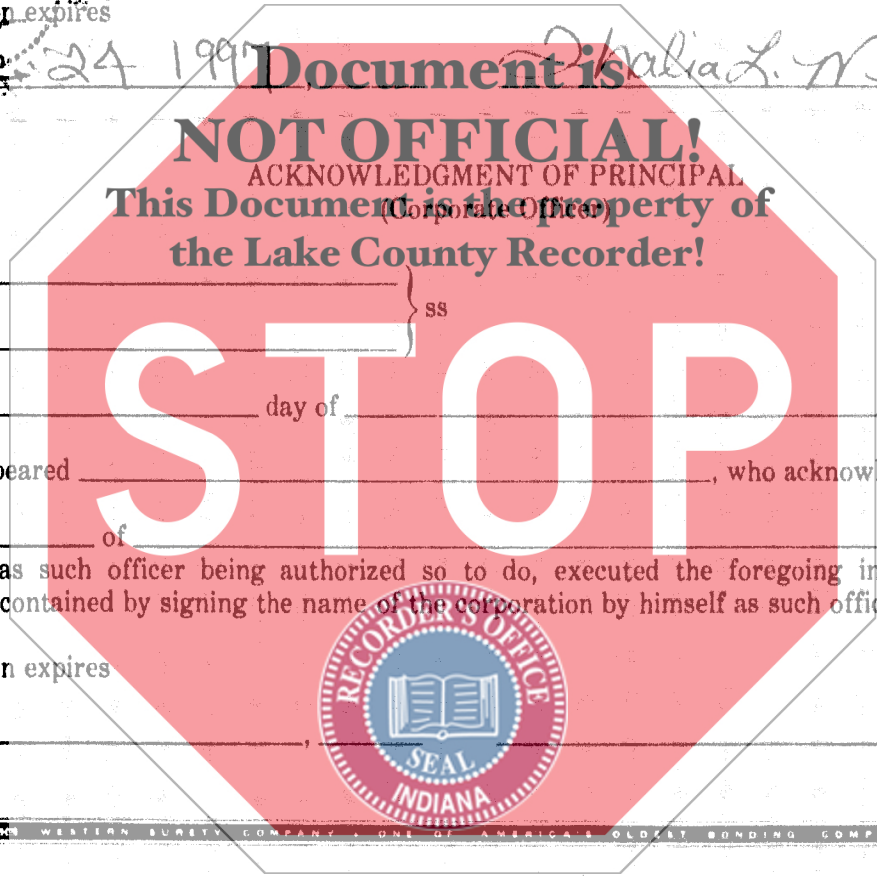 n expires
24 1997,
Thalia L. N
Document is
NOT OFFICIAL!
ACKNOWLEDGMENT OF PRINCIPAL
This Document is the property of
(Corporate Officer)
the Lake County Recorder!
ss
STOP
day of
peared , who acknowl
of
as such officer being authorized so to do, executed the foregoing in
contained by signing the name of the corporation by himself as such offic
n expires
,
RECORDER'S OFFICE
SEAL
INDIANA
WESTERN SURETY COMPANY • ONE OF AMERICA'S OLDEST BONDING COMP